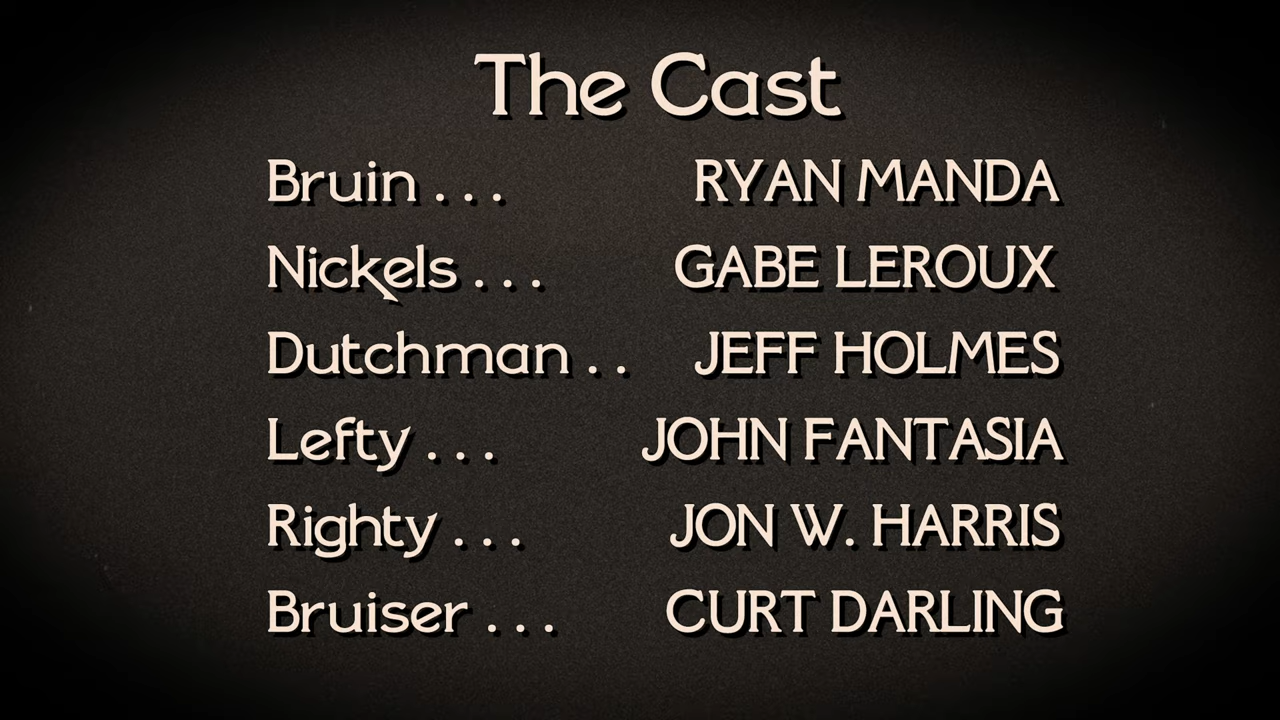 The Cast
Bruin . . . RYAN MANDA
Nickels . . . GABE LEROUX
Dutchman . . JEFF HOLMES
Lefty . . . JOHN FANTASIA
Righty . . . JON W. HARRIS
Bruiser . . . CURT DARLING